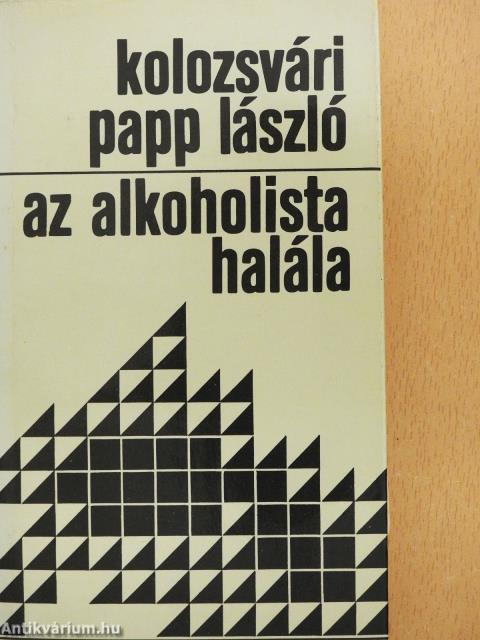 kolozsvári
papp lászló
az alkoholista
halála
Antikvárium.hu